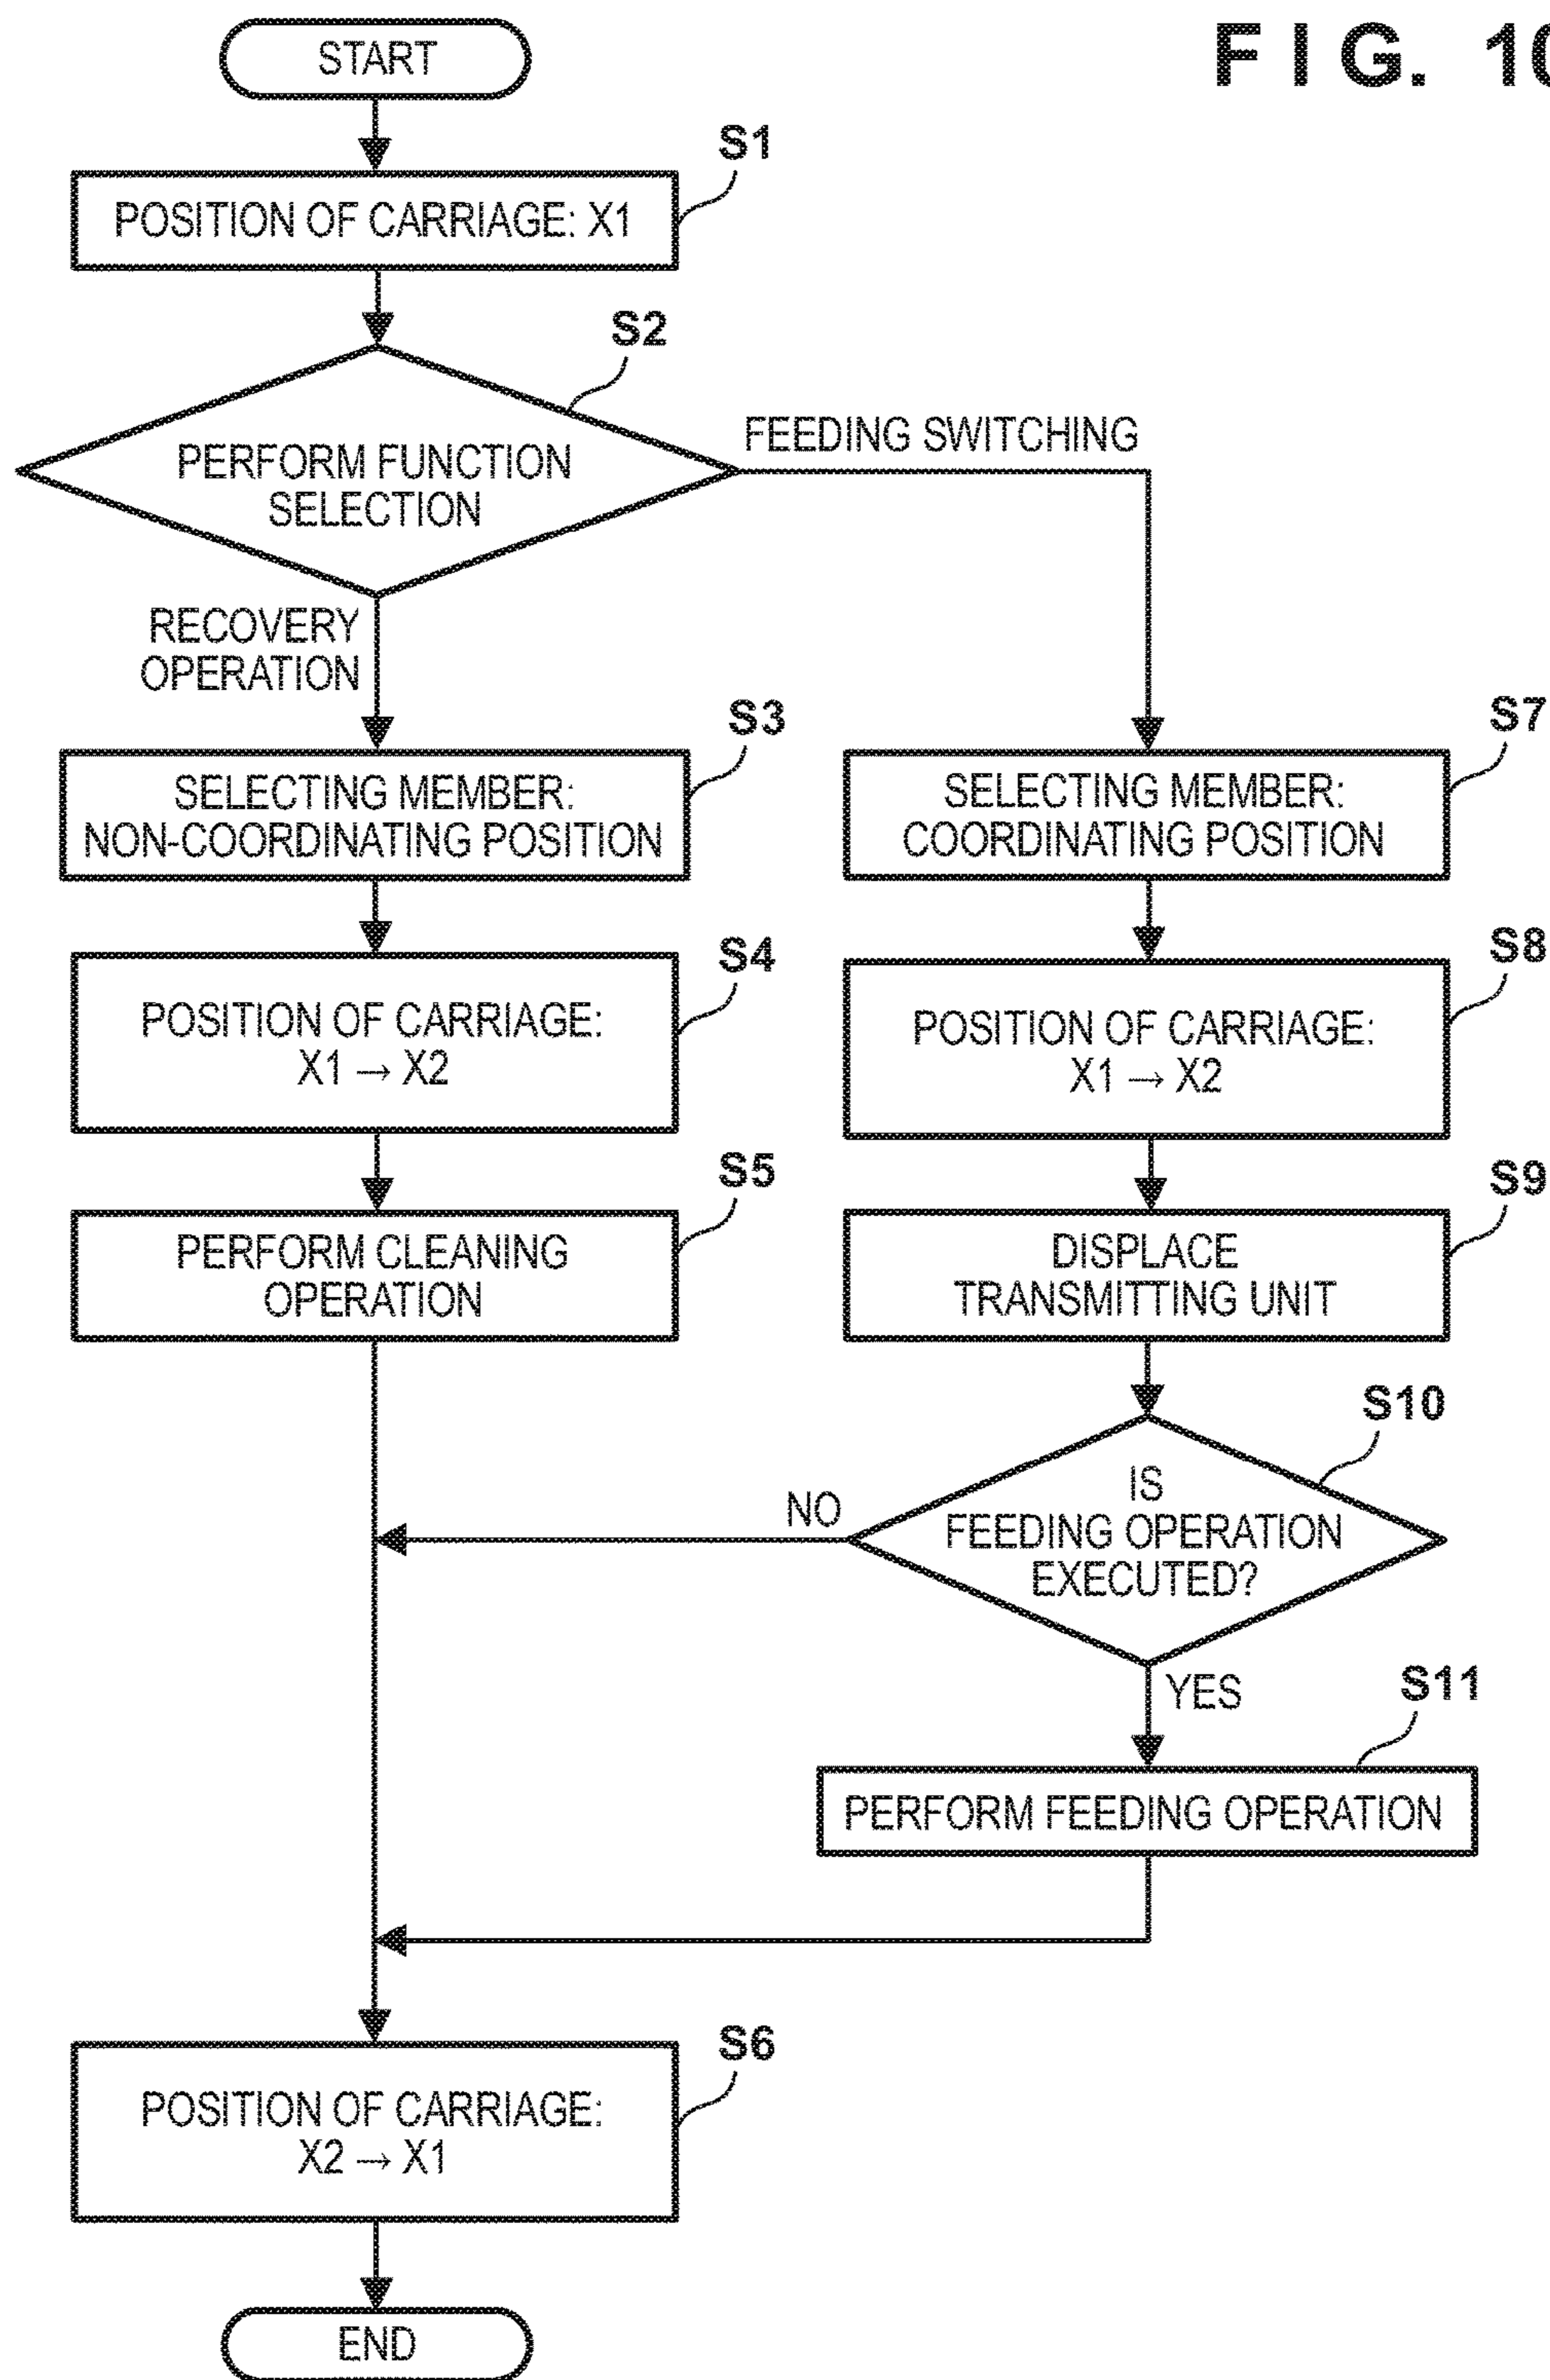 FIG. 10
START
S1
POSITION OF CARRIAGE: X1
S2
PERFORM FUNCTION
SELECTION
FEEDING SWITCHING
RECOVERY
OPERATION
S3
SELECTING MEMBER:
NON-COORDINATING POSITION
S7
SELECTING MEMBER:
COORDINATING POSITION
S4
POSITION OF CARRIAGE:
X1 → X2
S8
POSITION OF CARRIAGE:
X1 → X2
S5
PERFORM CLEANING
OPERATION
S9
DISPLACE
TRANSMITTING UNIT
S10
IS
FEEDING OPERATION
EXECUTED?
NO
YES
S11
PERFORM FEEDING OPERATION
S6
POSITION OF CARRIAGE:
X2 → X1
END